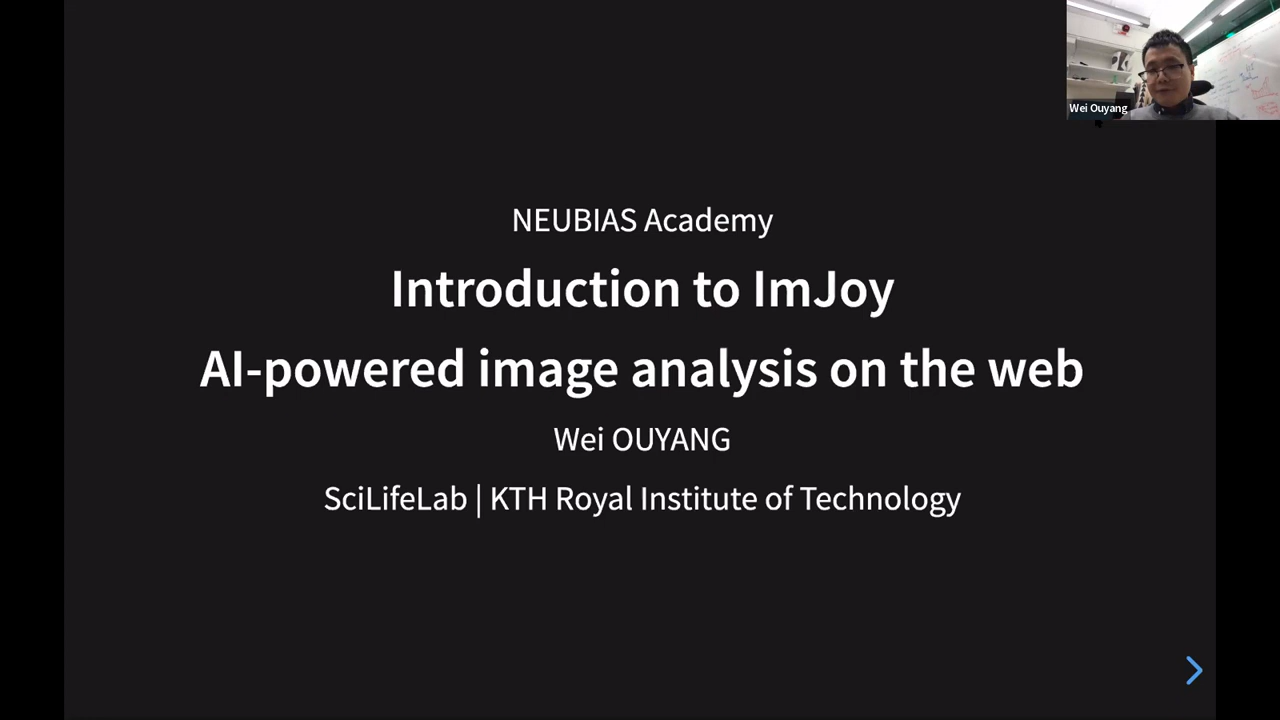 Wei Ouyang
NEUBIAS Academy
Introduction to ImJoy
AI-powered image analysis on the web
Wei OUYANG
SciLifeLab | KTH Royal Institute of Technology